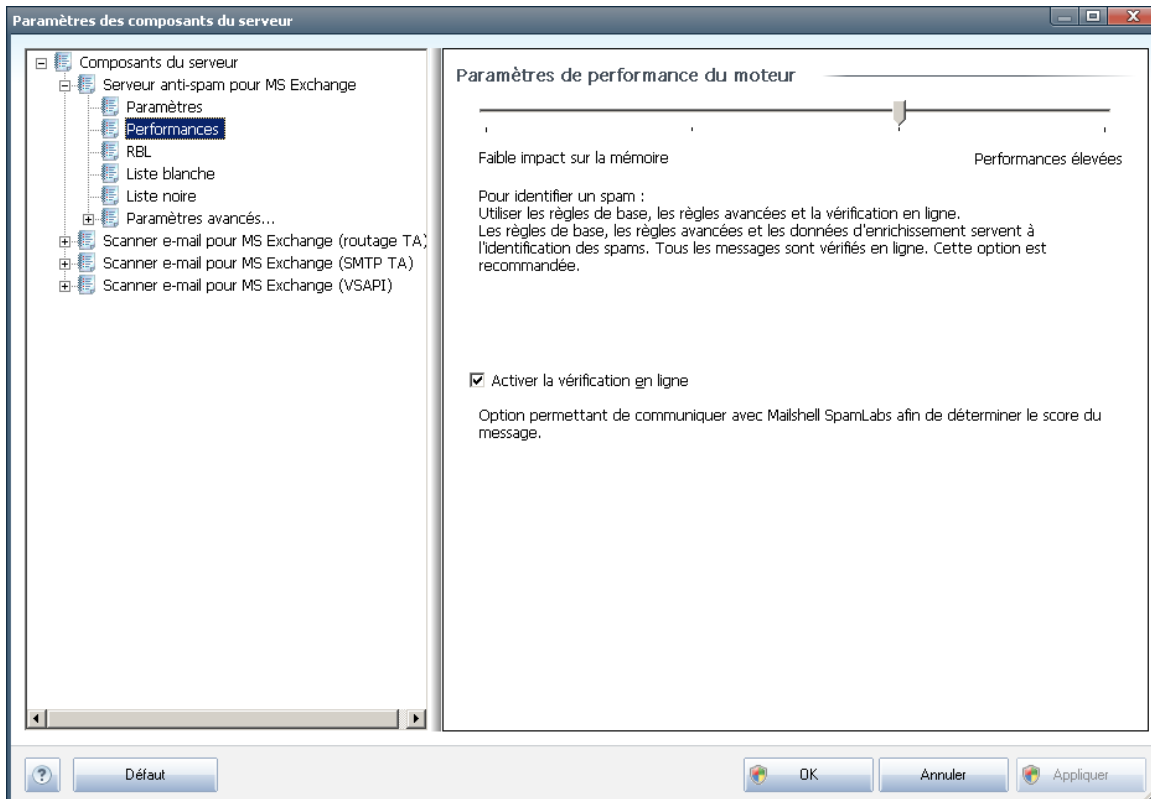 Paramètres des composants du serveur
Composants du serveur
Serveur anti-spam pour MS Exchange
Paramètres
Performances
RBL
Liste blanche
Liste noire
Paramètres avancés...
Scanner e-mail pour MS Exchange (routage TA)
Scanner e-mail pour MS Exchange (SMTP TA)
Scanner e-mail pour MS Exchange (VSAPI)
Paramètres de performance du moteur
Faible impact sur la mémoire
Performances élevées
Pour identifier un spam :
Utiliser les règles de base, les règles avancées et la vérification en ligne.
Les règles de base, les règles avancées et les données d'enrichissement servent à
l'identification des spams. Tous les messages sont vérifiés en ligne. Cette option est
recommandée.
Activer la vérification en ligne
Option permettant de communiquer avec Mailshell SpamLabs afin de déterminer le score du
message.
?
Défaut
OK
Annuler
Appliquer